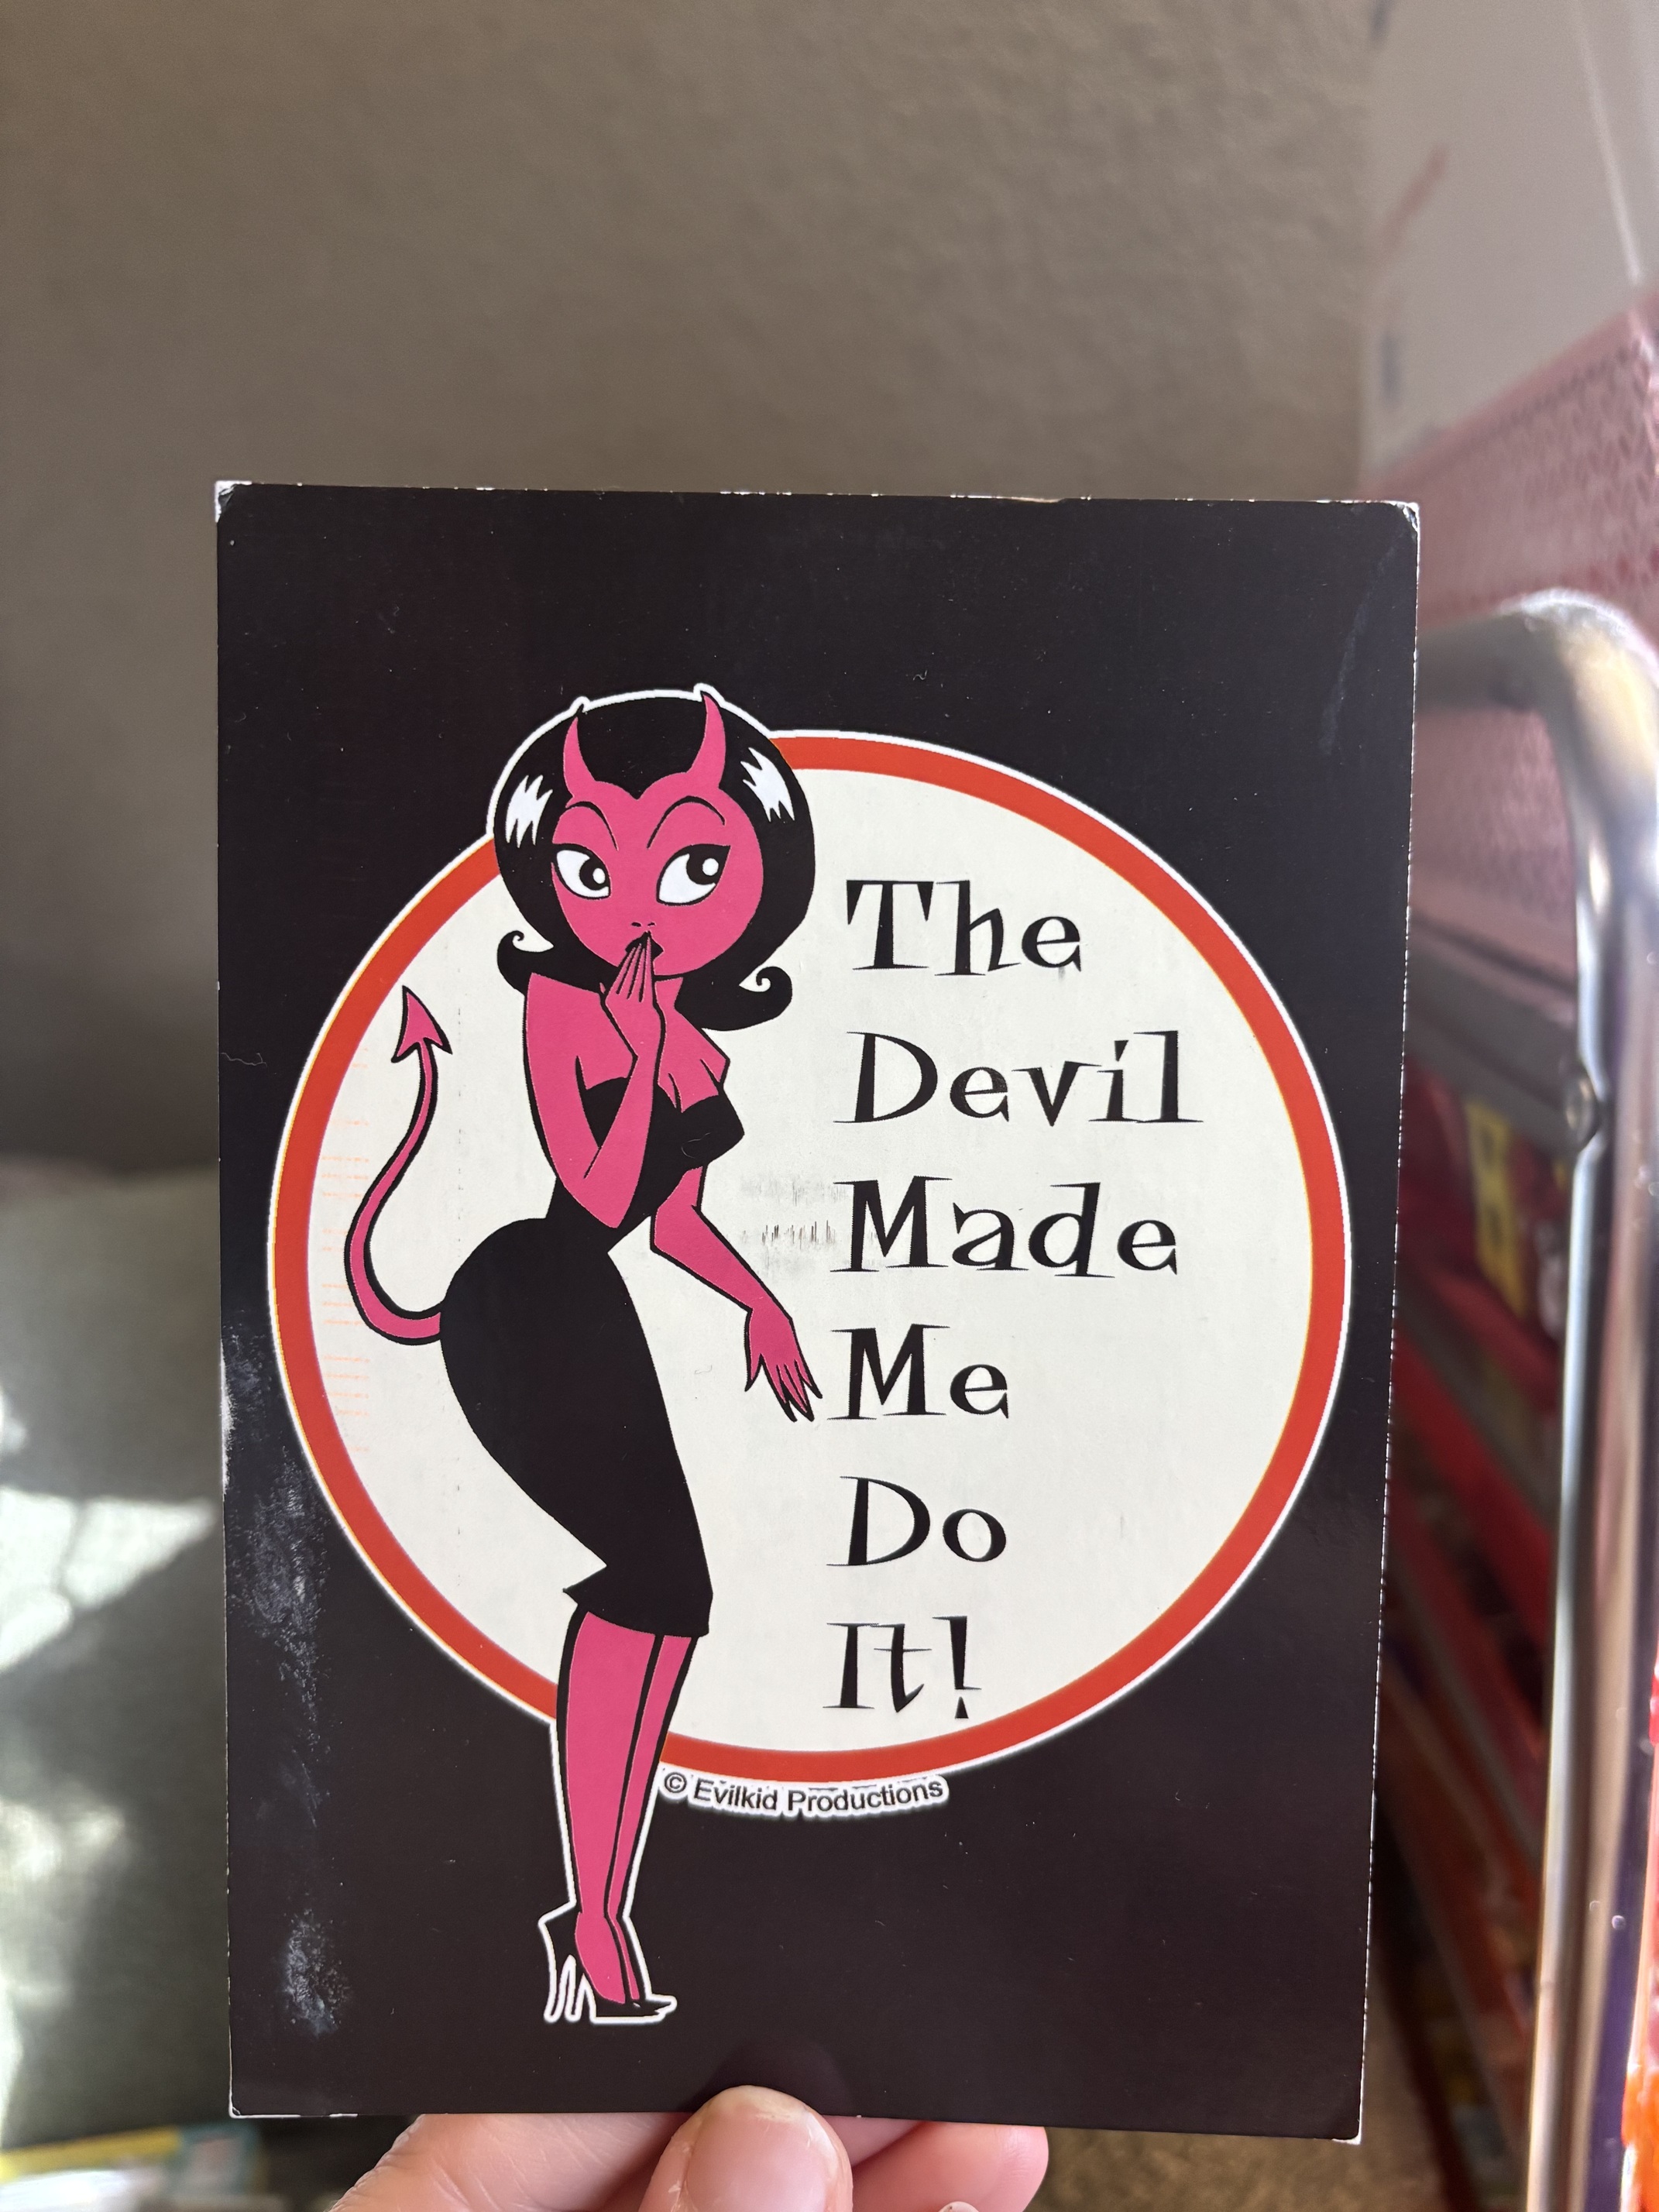 The
Devil
Made
Me
Do
It!
© Evilkid Productions